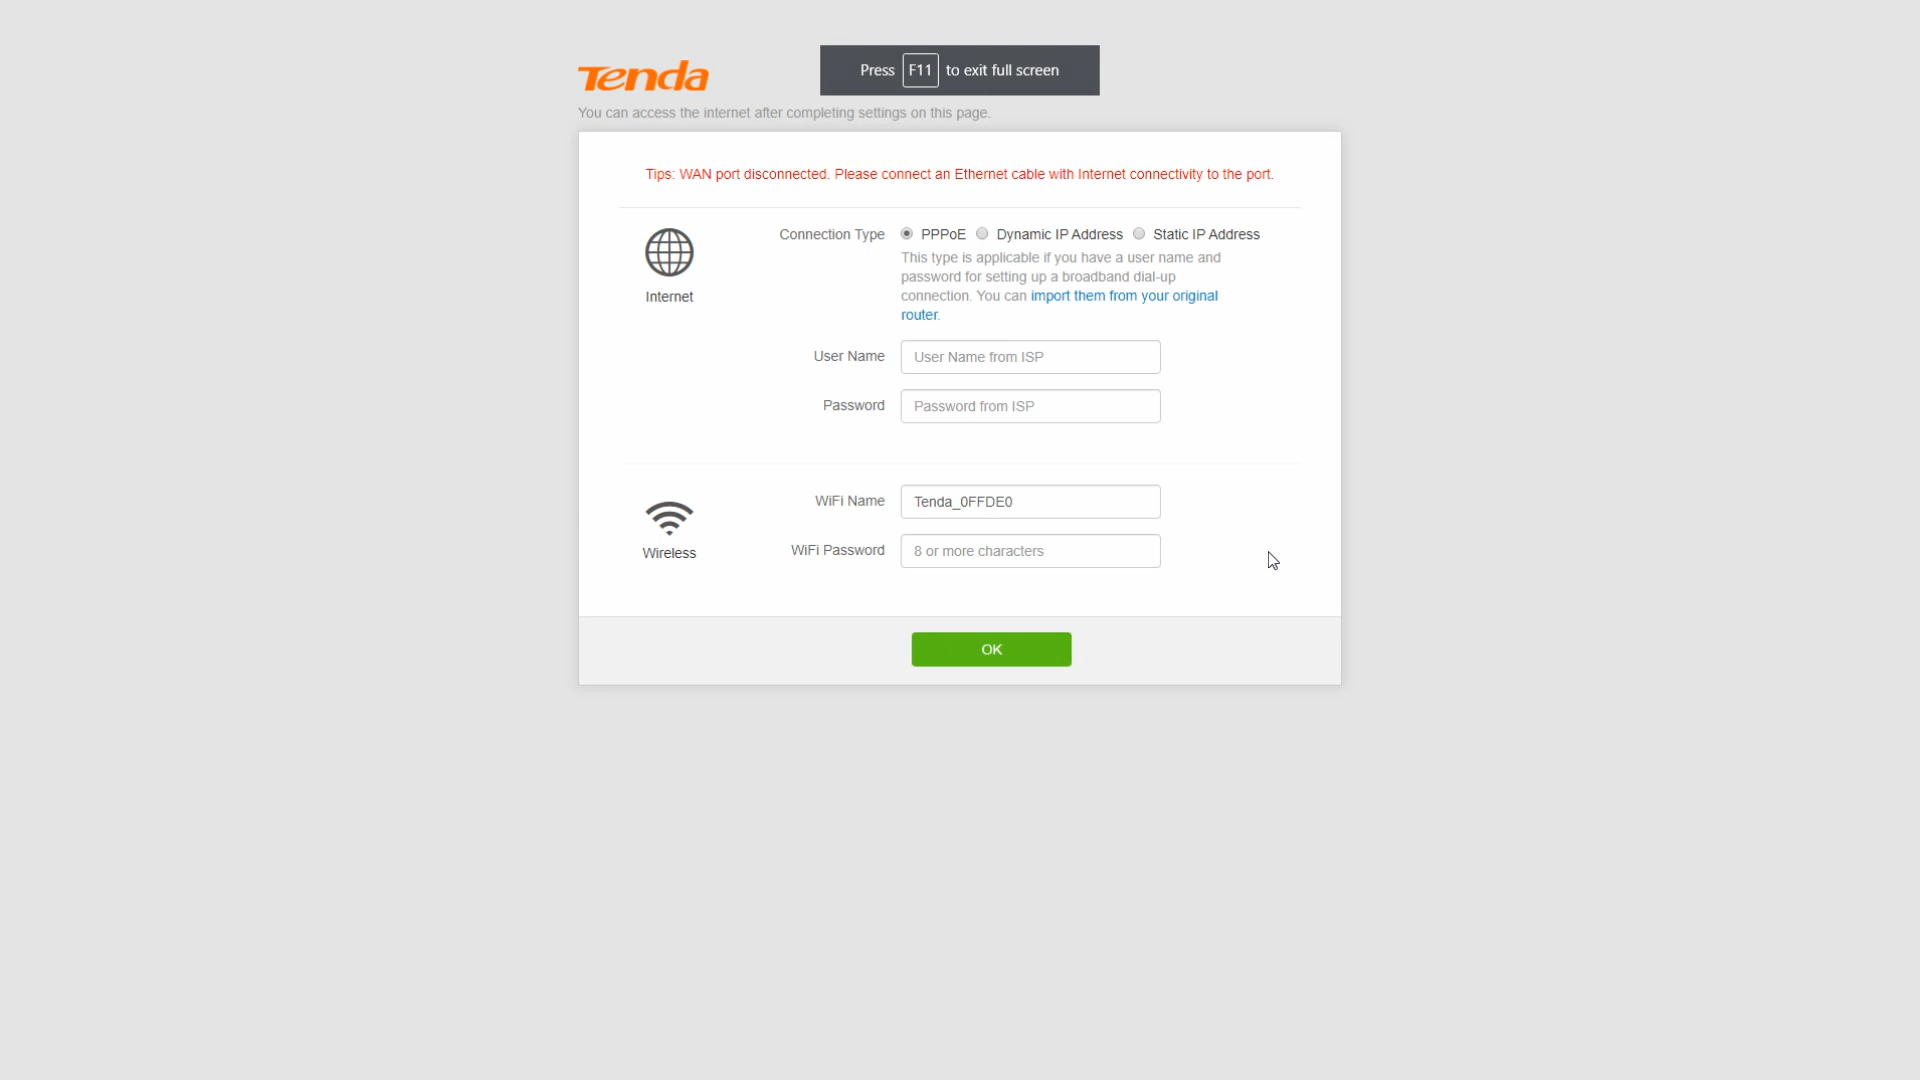 Tenda
Press F11 to exit full screen
You can access the internet after completing settings on this page.
Tips: WAN port disconnected. Please connect an Ethernet cable with Internet connectivity to the port.
Internet
Connection Type PPPoE Dynamic IP Address Static IP Address
This type is applicable if you have a user name and
password for setting up a broadband dial-up
connection. You can import them from your original
router.
User Name User Name from ISP
Password Password from ISP
Wireless
WiFi Name Tenda_0FFDE0
WiFi Password 8 or more characters
OK